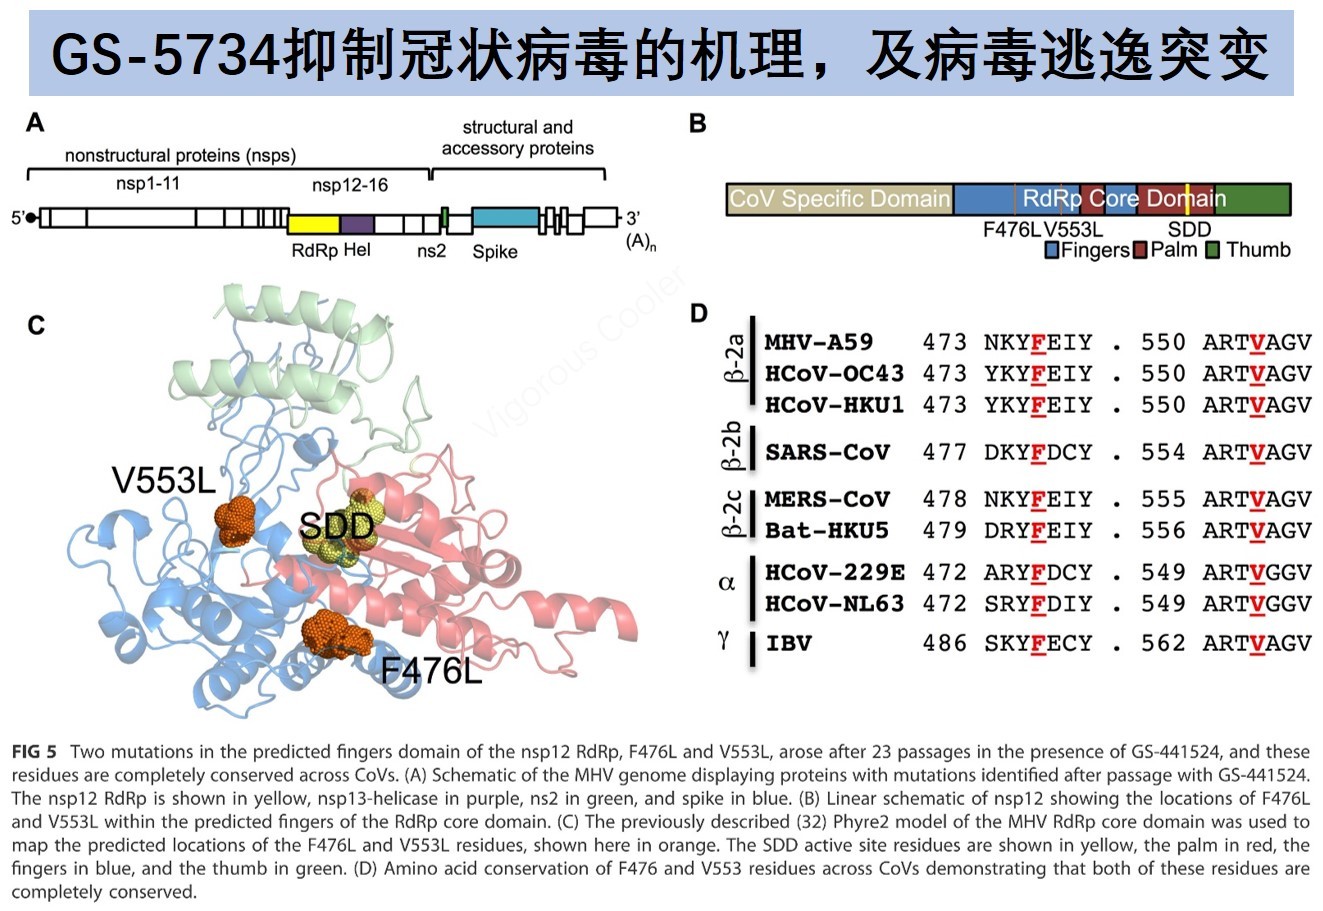 GS-5734抑制冠状病毒的机理，及病毒逃逸突变
A
nonstructural proteins (nsps)
structural and
accessory proteins
nsp1-11
nsp12-16
5’
3’
(A)n
RdRp Hel
ns2
Spike
B
CoV Specific Domain
RdRp Core Domain
F476L V553L
SDD
Fingers Palm Thumb
C
V553L
SDD
F476L
Vigorous Cooler
D
β-2a
MHV-A59 473 NKYFEIY . 550 ARTVAGV
HCoV-OC43 473 YKYFEIY . 550 ARTVAGV
HCoV-HKU1 473 YKYFEIY . 550 ARTVAGV
β-2b
SARS-CoV 477 DKYFDCY . 554 ARTVAGV
β-2c
MERS-CoV 478 NKYFEIY . 555 ARTVAGV
Bat-HKU5 479 DRYFEIY . 556 ARTVAGV
α
HCoV-229E 472 ARYFDCY . 549 ARTVGGV
HCoV-NL63 472 SRYFDIY . 549 ARTVGGV
γ
IBV 486 SKYFECY . 562 ARTVAGV
FIG 5 Two mutations in the predicted fingers domain of the nsp12 RdRp, F476L and V553L, arose after 23 passages in the presence of GS-441524, and these
residues are completely conserved across CoVs. (A) Schematic of the MHV genome displaying proteins with mutations identified after passage with GS-441524.
The nsp12 RdRp is shown in yellow, nsp13-helicase in purple, ns2 in green, and spike in blue. (B) Linear schematic of nsp12 showing the locations of F476L
and V553L within the predicted fingers of the RdRp core domain. (C) The previously described (32) Phyre2 model of the MHV RdRp core domain was used to
map the predicted locations of the F476L and V553L residues, shown here in orange. The SDD active site residues are shown in yellow, the palm in red, the
fingers in blue, and the thumb in green. (D) Amino acid conservation of F476 and V553 residues across CoVs demonstrating that both of these residues are
completely conserved.